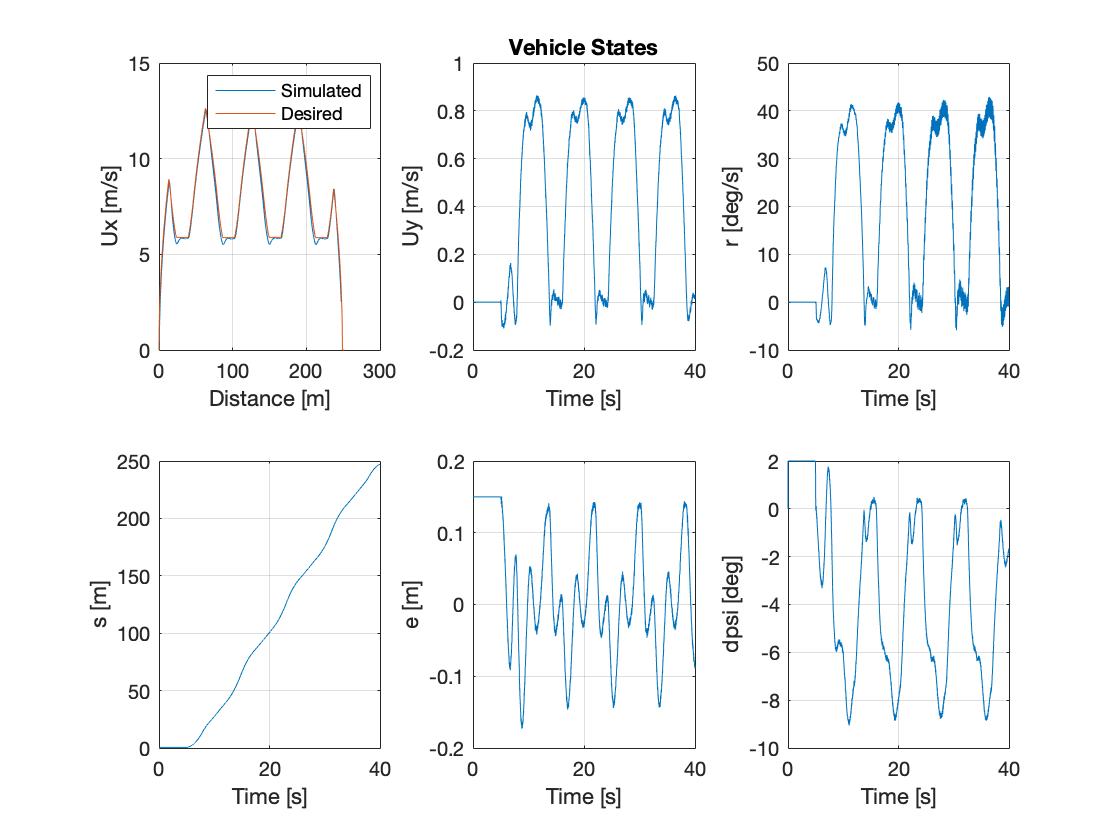 Vehicle States
15
10
5
0
Ux [m/s]
Simulated
Desired
0 100 200 300
Distance [m]
1
0.8
0.6
0.4
0.2
0
-0.2
Uy [m/s]
0 20 40
Time [s]
50
40
30
20
10
0
-10
r [deg/s]
0 20 40
Time [s]
250
200
150
100
50
0
s [m]
0 20 40
Time [s]
0.2
0.1
0
-0.1
-0.2
e [m]
0 20 40
Time [s]
2
0
-2
-4
-6
-8
-10
dpsi [deg]
0 20 40
Time [s]